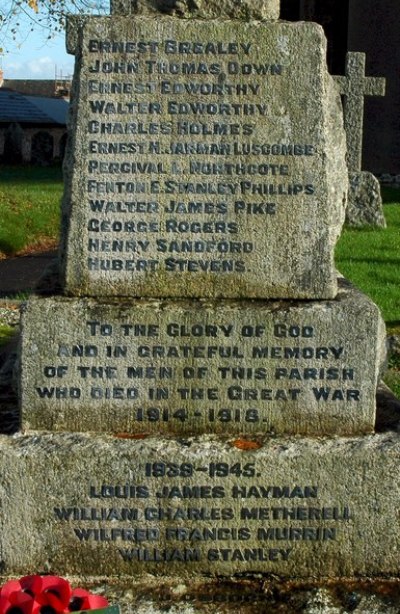 ERNEST BREALEY
JOHN THOMAS DOWN
ERNEST EDWORTHY
WALTER EDWORTHY
CHARLES HOLMES
ERNEST N. JARMAN LUSCOMBE
PERCIVAL L. NORTHCOTE
FENTON E. STANLEY PHILLIPS
WALTER JAMES PIKE
GEORGE ROGERS
HENRY SANDFORD
HUBERT STEVENS.
TO THE GLORY OF GOD
AND IN GRATEFUL MEMORY
OF THE MEN OF THIS PARISH
WHO DIED IN THE GREAT WAR
1914-1918.
1939-1945.
LOUIS JAMES HAYMAN
WILLIAM CHARLES METHERELL
WILFRED FRANCIS MURRIN
WILLIAM STANLEY